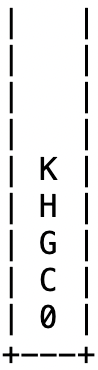 |   |
|   |
|   |
|   |
| K |
| H |
| G |
| C |
| 0 |
+---+